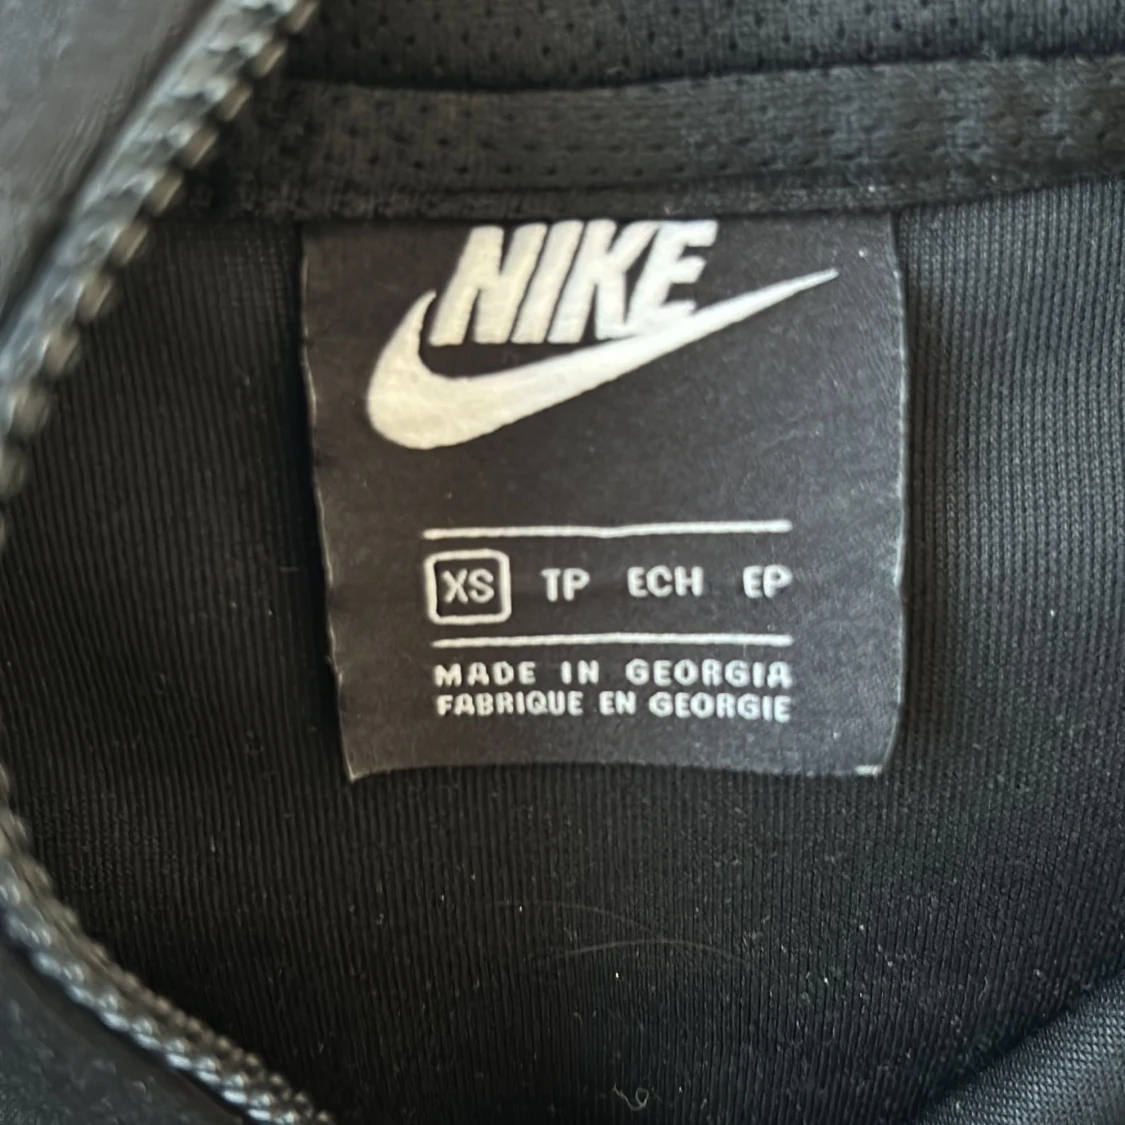 NIKE
XS TP ECH EP
MADE IN GEORGIA
FABRIQUE EN GEORGIE